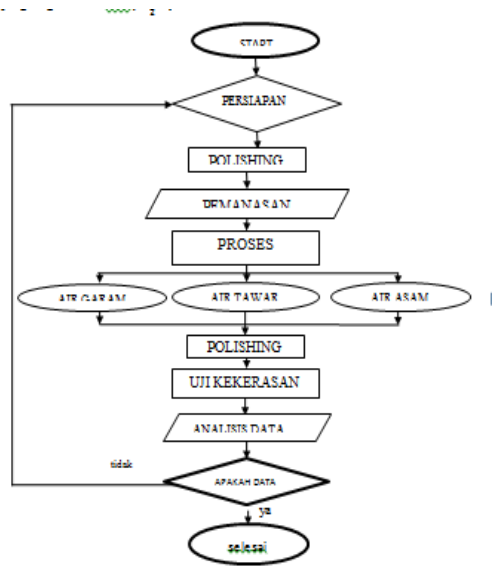 START
PERSIAPAN
POLISHING
PEMANASAN
PROSES
AIR GARAM
AIR TAWAR
AIR ASAM
POLISHING
UJI KEKERASAN
ANALISIS DATA
tidak
APAKAH DATA
ya
selesai